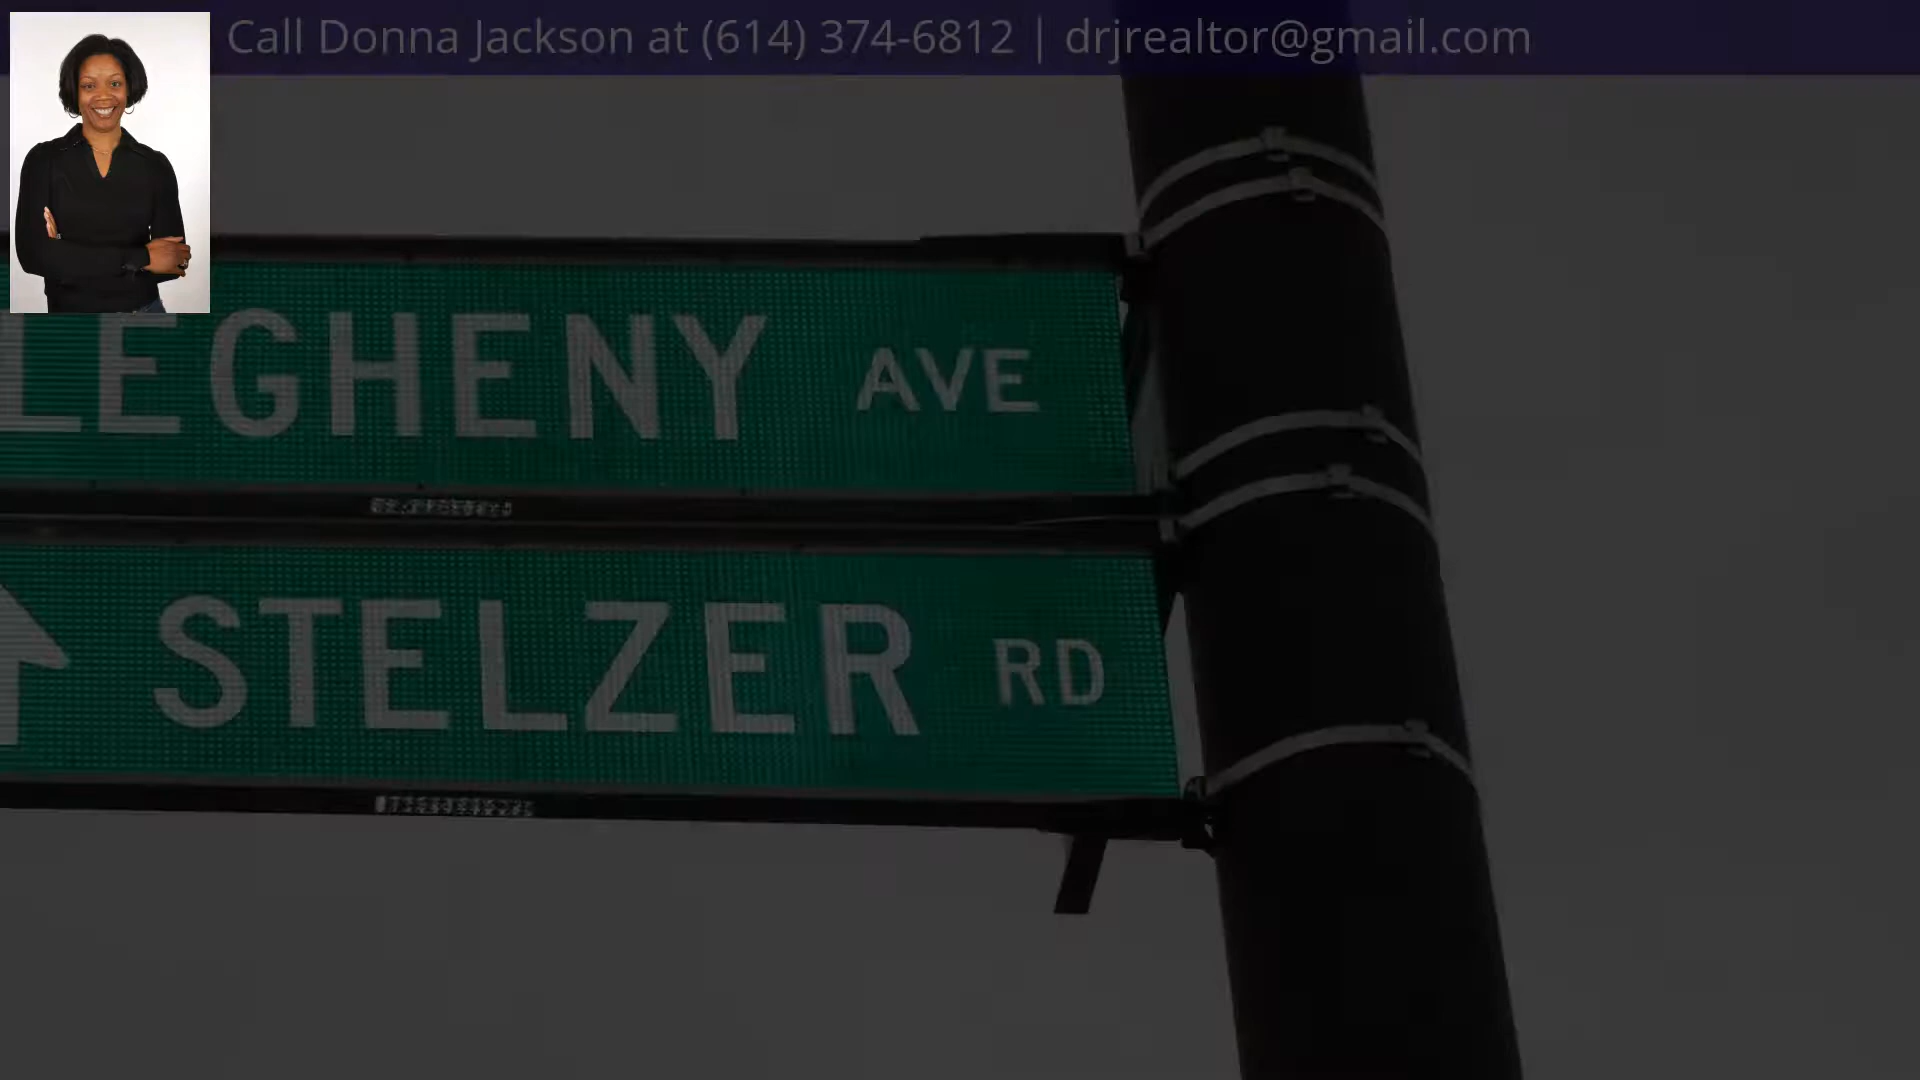 Call Donna Jackson at (614) 374-6812 | drjrealtor@gmail.com
LEGHENY AVE
STELZER RD